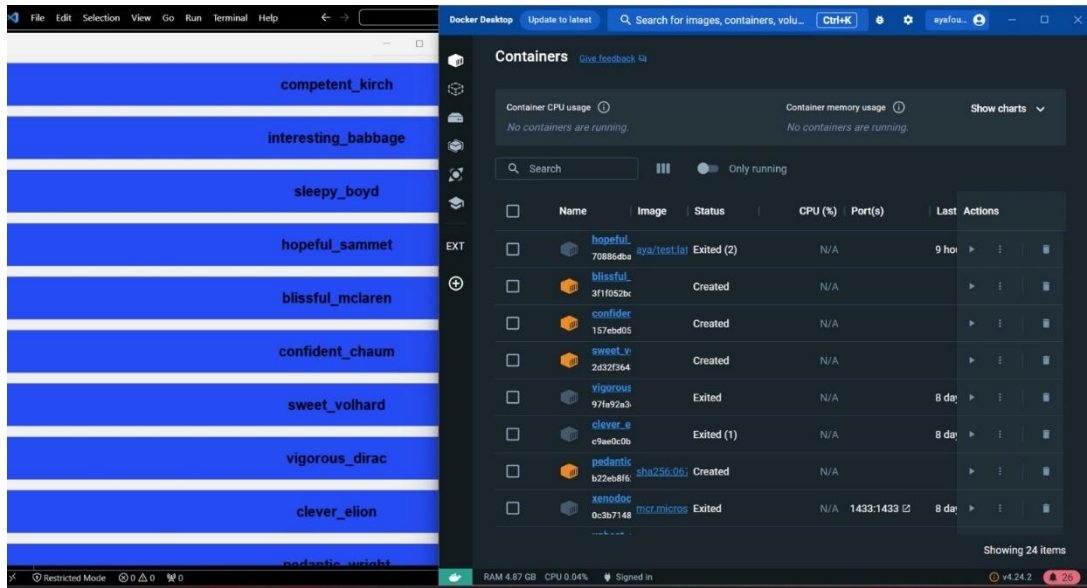 File Edit Selection View Go Run Terminal Help
competent_kirch
interesting_babbage
sleepy_boyd
hopeful_sammet
blissful_mclaren
confident_chaum
sweet_volhard
vigorous_dirac
clever_elion
pedantic_wright
Restricted Mode 0 0 0
Docker Desktop Update to latest Search for images, containers, volu... Ctrl+K ayafou...
Containers Give feedback
Container CPU usage
No containers are running.
Container memory usage
No containers are running.
Show charts
Search Only running
EXT
Name Image Status CPU (%) Port(s) Last Actions
hopeful_
70886dba aya/test:lat Exited (2) N/A 9 hou
blissful_
3f1f052bc Created N/A
confider
157ebd05 Created N/A
sweet_v
2d32f364 Created N/A
vigorous
97fa92a3 Exited N/A 8 day
clever_e
c9ae0c0b Exited (1) N/A 8 day
pedantic
b22eb8f6 sha256:067 Created N/A
xenodoc
0c3b7148 mcr.micros Exited N/A 1433:1433 8 day
Showing 24 items
RAM 4.87 GB CPU 0.04% Signed in v4.24.2 26